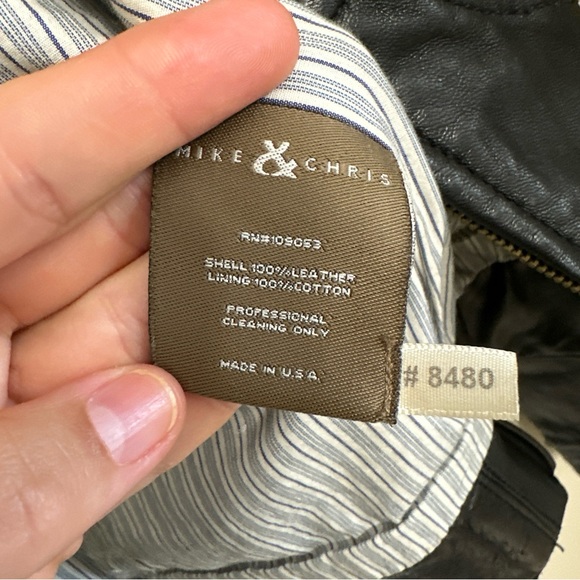 MIKE & CHRIS
RN#109053
SHELL 100%LEATHER
LINING 100%COTTON
PROFESSIONAL
CLEANING ONLY
MADE IN U.S.A.
# 8480